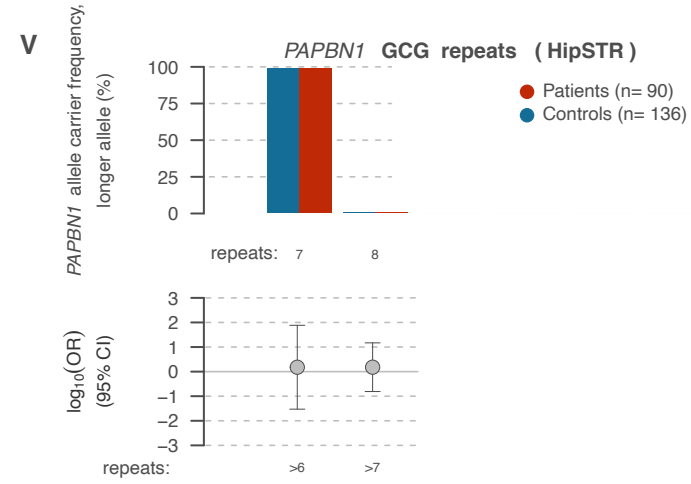 V
PAPBN1 GCG repeats ( HipSTR )
PAPBN1 allele carrier frequency,
longer allele (%)
100
75
50
25
0
Patients (n= 90)
Controls (n= 136)
repeats: 7 8
log10(OR)
(95% CI)
3
2
1
0
−1
−2
−3
repeats: >6 >7